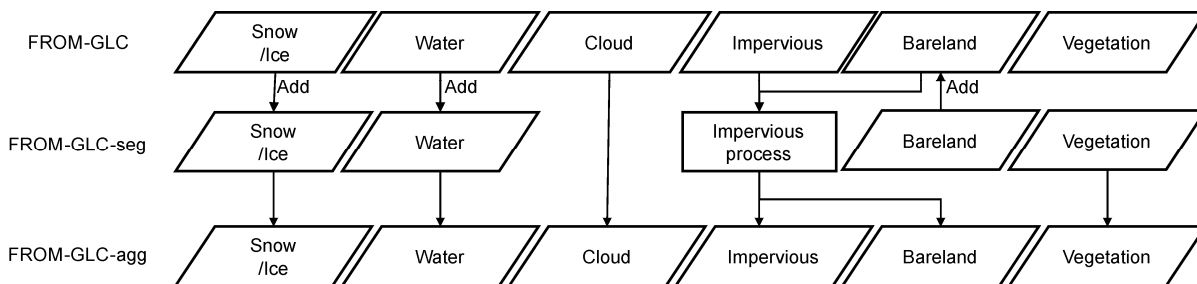 FROM-GLC
Snow
/Ice
Water
Cloud
Impervious
Bareland
Vegetation
Add
Add
Add
FROM-GLC-seg
Snow
/Ice
Water
Impervious
process
Bareland
Vegetation
FROM-GLC-agg
Snow
/Ice
Water
Cloud
Impervious
Bareland
Vegetation